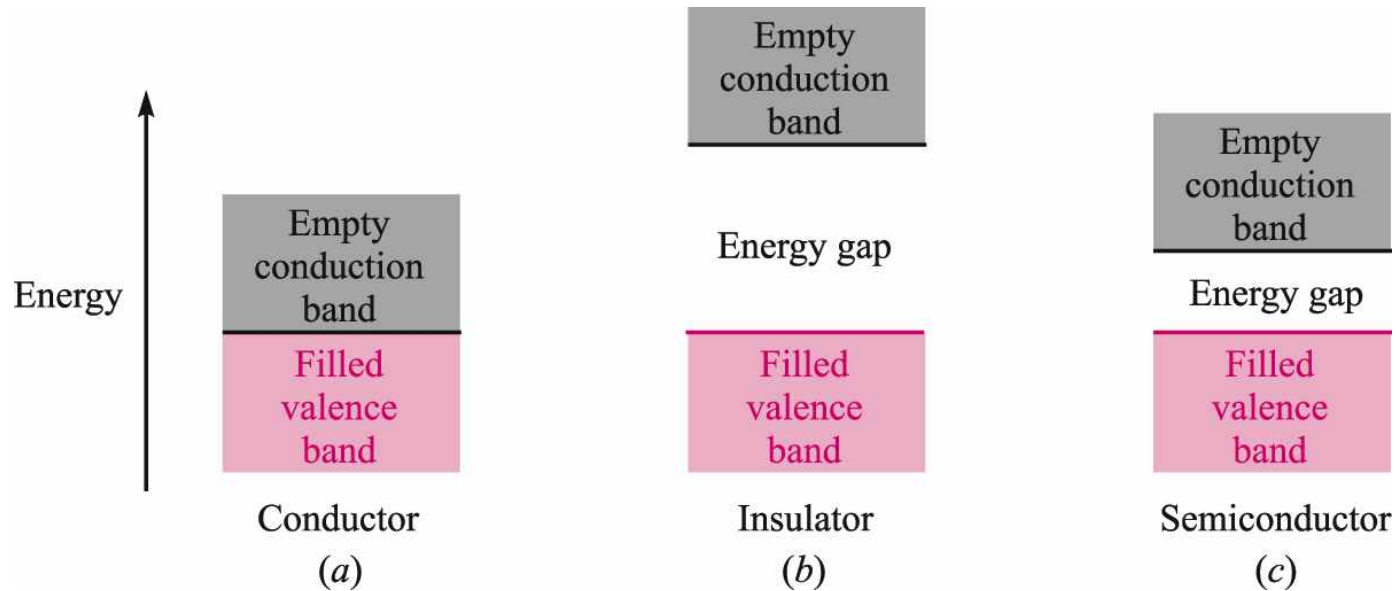 Energy
Empty
conduction
band
Filled
valence
band
Conductor
(a)
Empty
conduction
band
Energy gap
Filled
valence
band
Insulator
(b)
Empty
conduction
band
Energy gap
Filled
valence
band
Semiconductor
(c)